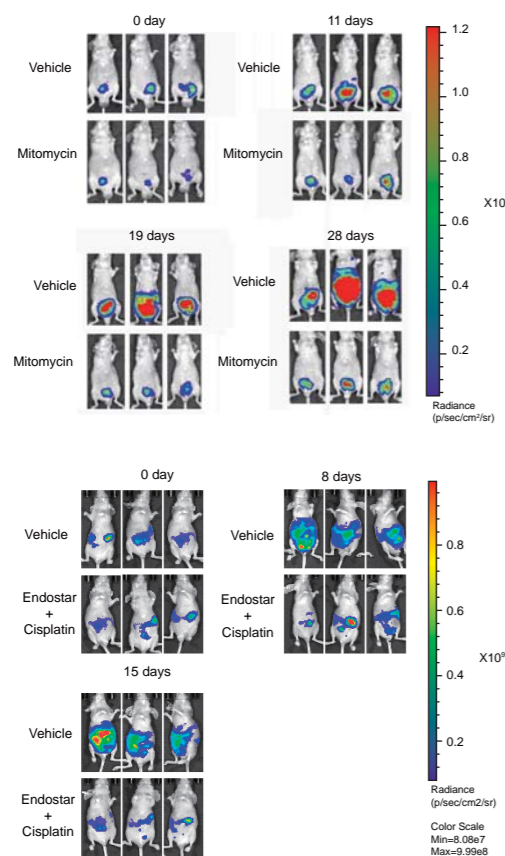 0 day
11 days
Vehicle
Vehicle
Mitomycin
Mitomycin
19 days
28 days
Vehicle
Vehicle
Mitomycin
Mitomycin
1.2
1.0
0.8
0.6
0.4
0.2
X10
Radiance
(p/sec/cm²/sr)
0 day
8 days
Vehicle
Vehicle
Endostar
+
Cisplatin
Endostar
+
Cisplatin
15 days
Vehicle
Endostar
+
Cisplatin
0.8
0.6
0.4
0.2
X10⁹
Radiance
(p/sec/cm2/sr)
Color Scale
Min=8.08e7
Max=9.99e8